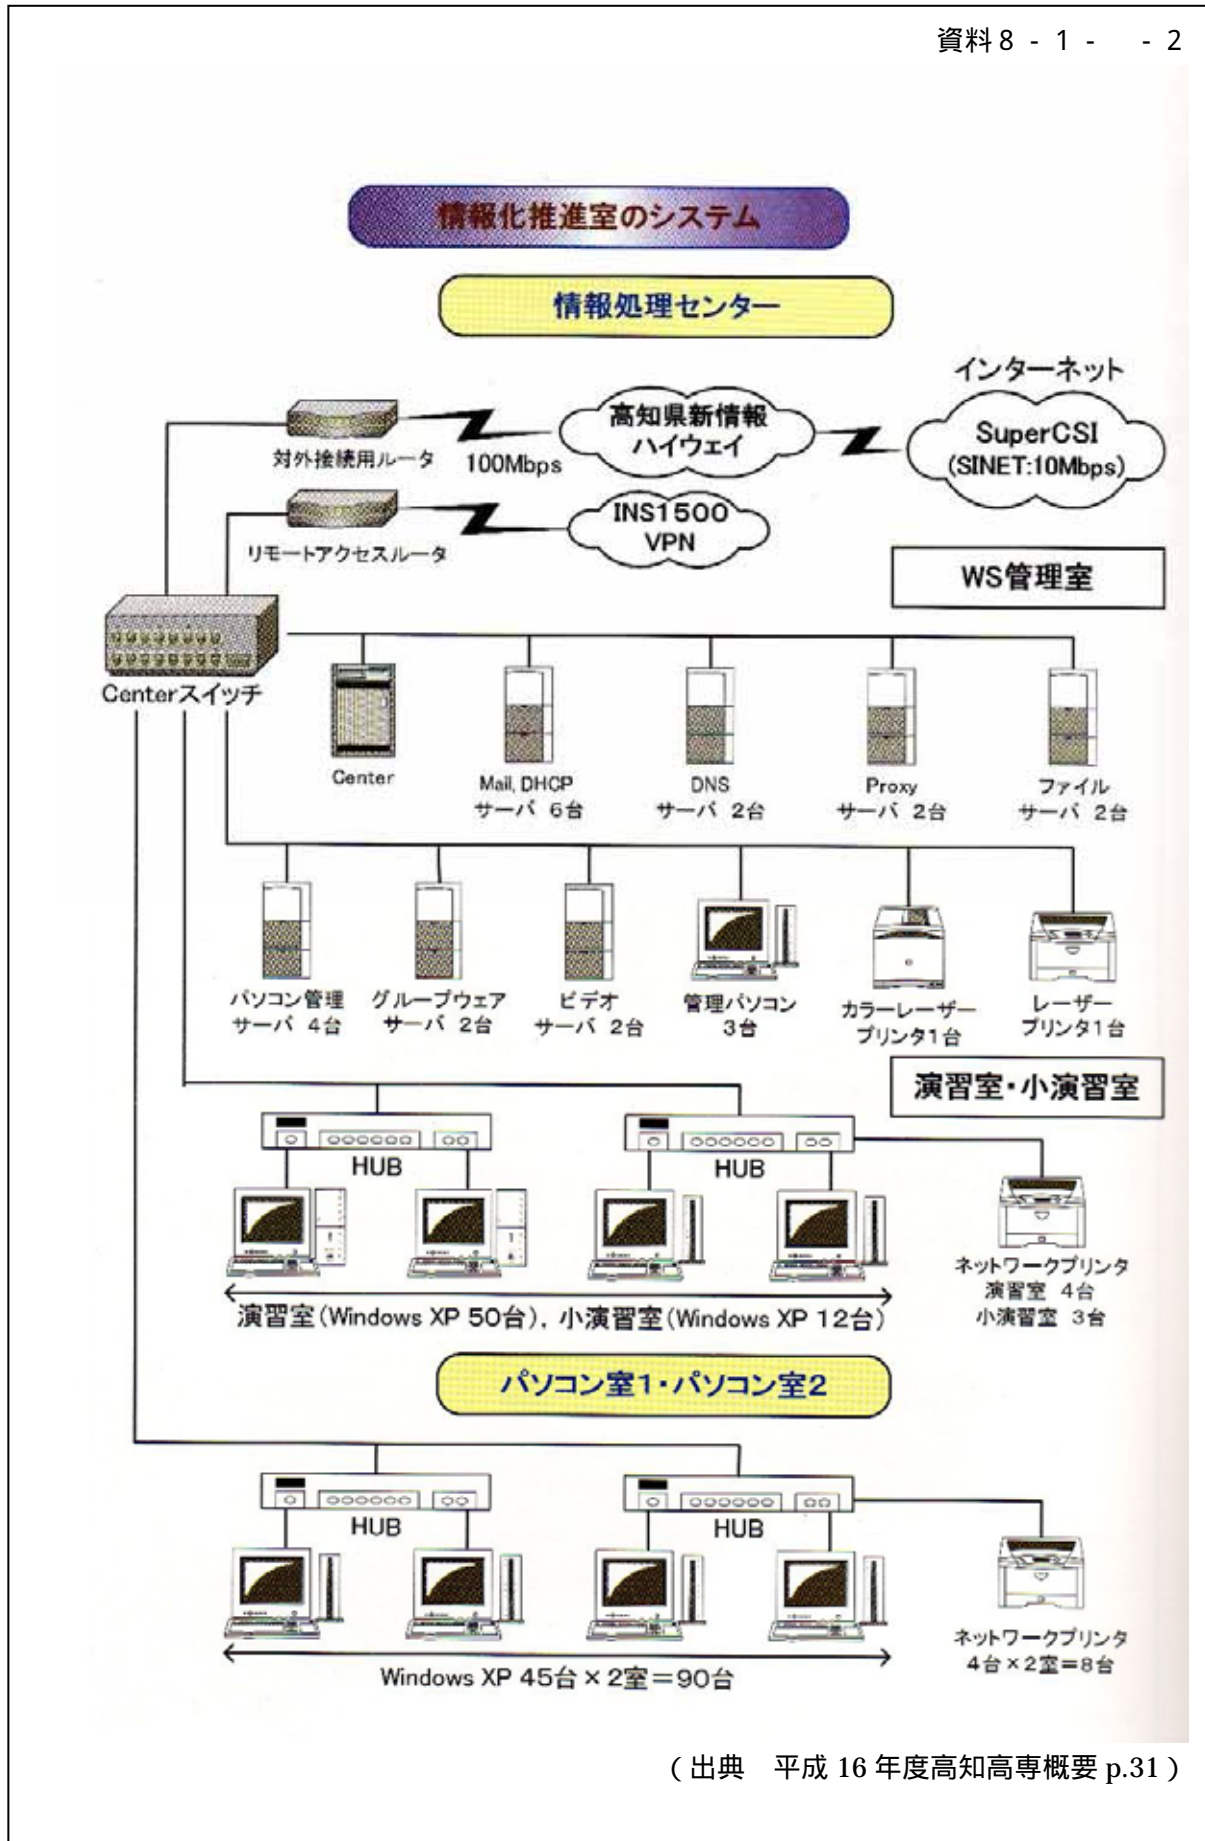 資料8 - 1 -　- 2
情報化推進室のシステム
情報処理センター
インターネット
高知県新情報
ハイウェイ
SuperCSI
(SINET:10Mbps)
対外接続用ルータ
100Mbps
INS1500
VPN
リモートアクセスルータ
WS管理室
Centerスイッチ
Center
Mail, DHCP
サーバ 6台
DNS
サーバ 2台
Proxy
サーバ 2台
ファイル
サーバ 2台
パソコン管理
サーバ 4台
グループウェア
サーバ 2台
ビデオ
サーバ 2台
管理パソコン
3台
カラーレーザー
プリンタ1台
レーザー
プリンタ1台
演習室・小演習室
HUB
HUB
ネットワークプリンタ
演習室 4台
小演習室 3台
演習室(Windows XP 50台), 小演習室(Windows XP 12台)
パソコン室1・パソコン室2
HUB
HUB
ネットワークプリンタ
4台×2室＝8台
Windows XP 45台×2室＝90台
(出典　平成 16 年度高知高専概要 p.31)